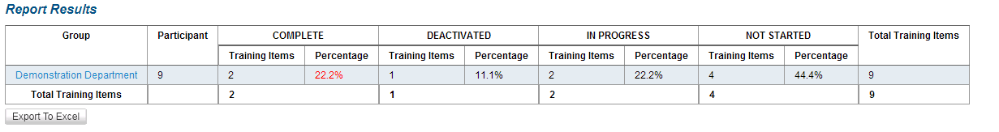 Report Results
Group Participant COMPLETE DEACTIVATED IN PROGRESS NOT STARTED Total Training Items
Training Items Percentage Training Items Percentage Training Items Percentage Training Items Percentage
Demonstration Department 9 2 22.2% 1 11.1% 2 22.2% 4 44.4% 9
Total Training Items 2 1 2 4 9
Export To Excel